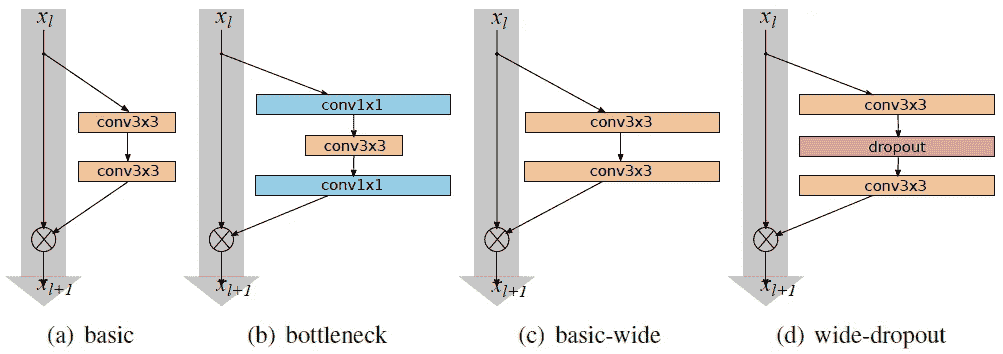 x_l
conv3x3
conv3x3
x_{l+1}
(a) basic
x_l
conv1x1
conv3x3
conv1x1
x_{l+1}
(b) bottleneck
x_l
conv3x3
conv3x3
x_{l+1}
(c) basic-wide
x_l
conv3x3
dropout
conv3x3
x_{l+1}
(d) wide-dropout